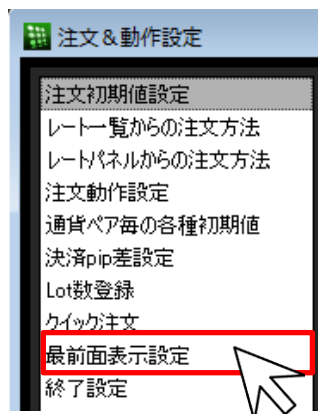 注文＆動作設定
注文初期値設定
レート一覧からの注文方法
レートパネルからの注文方法
注文動作設定
通貨ペア毎の各種初期値
決済pip差設定
Lot数登録
クイック注文
最前面表示設定
終了設定